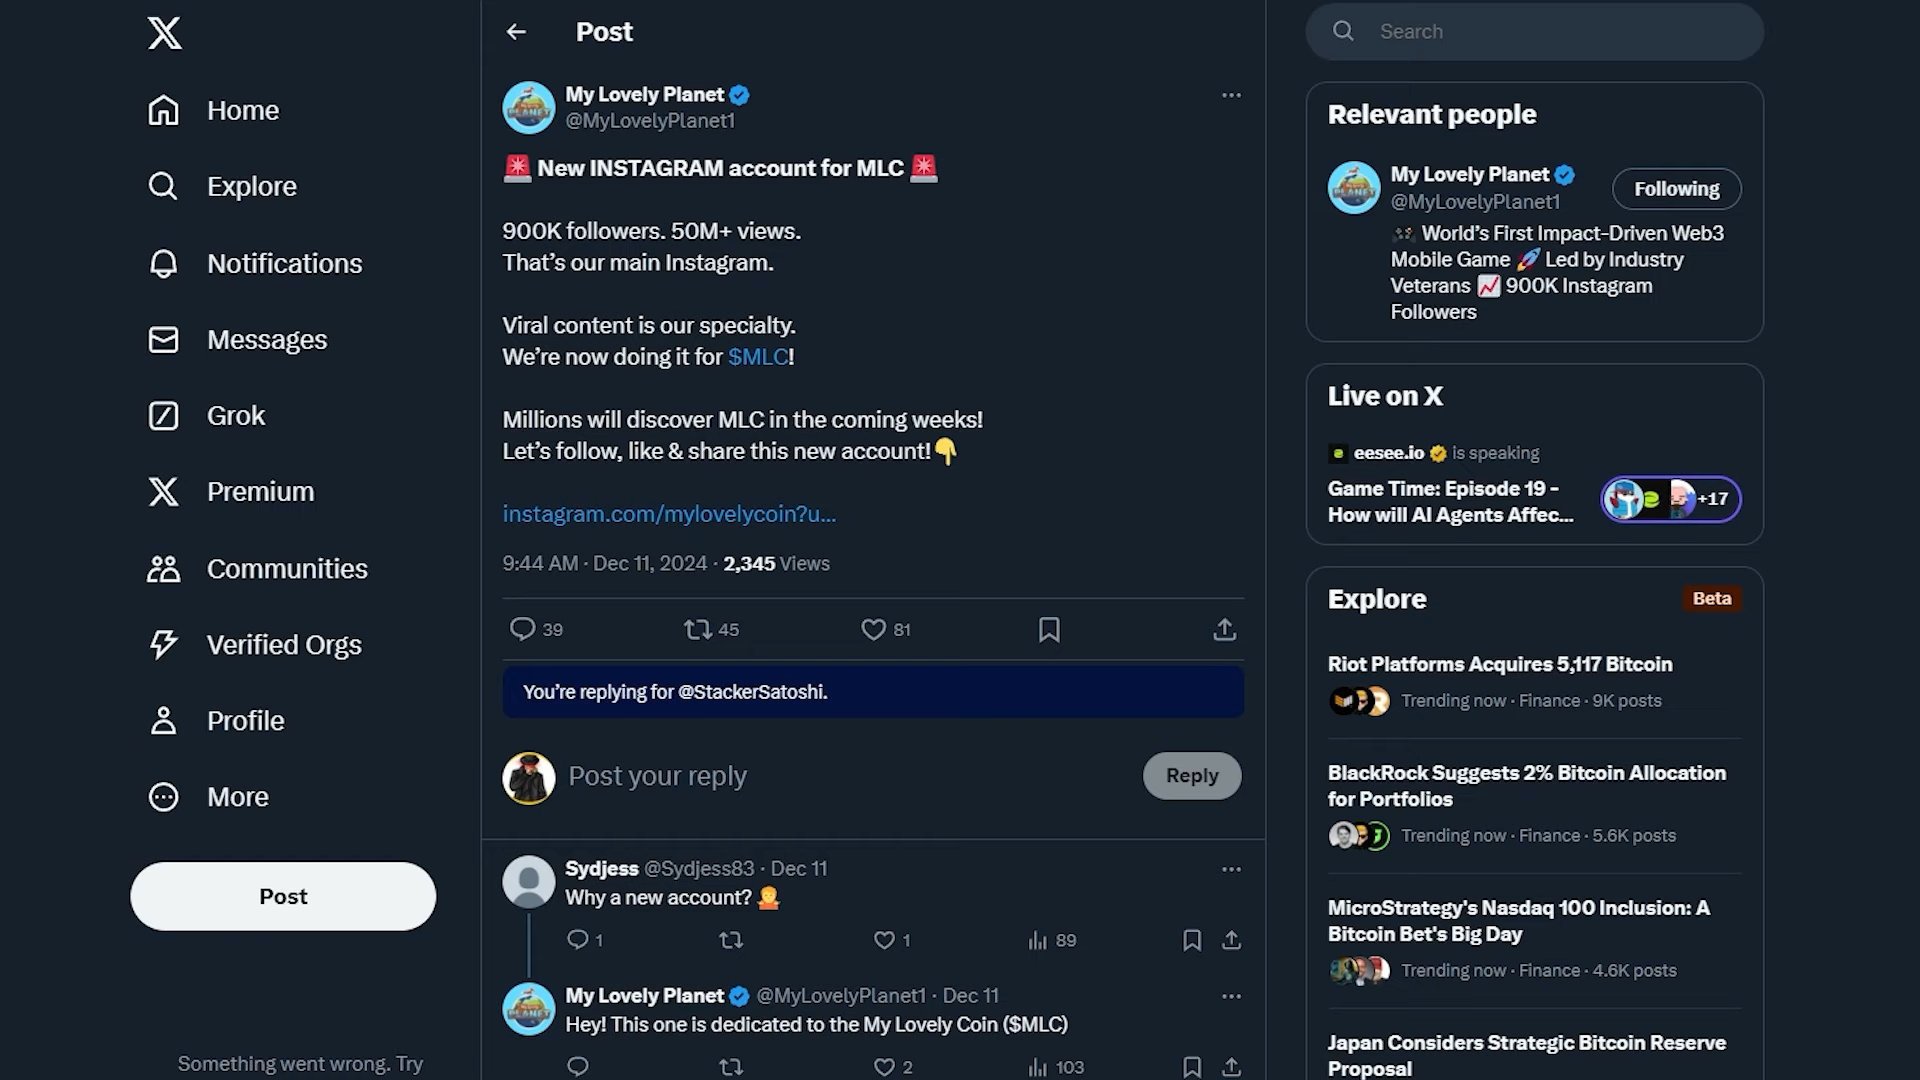 Home
Explore
Notifications
Messages
Grok
Premium
Communities
Verified Orgs
Profile
More
Post
Something went wrong. Try
Post
My Lovely Planet
@MyLovelyPlanet1
🚨 New INSTAGRAM account for MLC 🚨
900K followers. 50M+ views.
That’s our main Instagram.
Viral content is our specialty.
We’re now doing it for $MLC!
Millions will discover MLC in the coming weeks!
Let’s follow, like & share this new account!👇
instagram.com/mylovelycoin?u...
9:44 AM · Dec 11, 2024 · 2,345 Views
39 45 81
You’re replying for @StackerSatoshi.
Post your reply
Reply
Sydjess @Sydjess83 · Dec 11
Why a new account? 🤷
1 1 89
My Lovely Planet @MyLovelyPlanet1 · Dec 11
Hey! This one is dedicated to the My Lovely Coin ($MLC)
2 103
Search
Relevant people
My Lovely Planet
Following
@MyLovelyPlanet1
🎮 World’s First Impact-Driven Web3
Mobile Game 🚀 Led by Industry
Veterans 📈 900K Instagram
Followers
Live on X
eesee.io is speaking
Game Time: Episode 19 -
How will AI Agents Affec...
+17
Explore
Beta
Riot Platforms Acquires 5,117 Bitcoin
Trending now · Finance · 9K posts
BlackRock Suggests 2% Bitcoin Allocation
for Portfolios
Trending now · Finance · 5.6K posts
MicroStrategy's Nasdaq 100 Inclusion: A
Bitcoin Bet's Big Day
Trending now · Finance · 4.6K posts
Japan Considers Strategic Bitcoin Reserve
Proposal